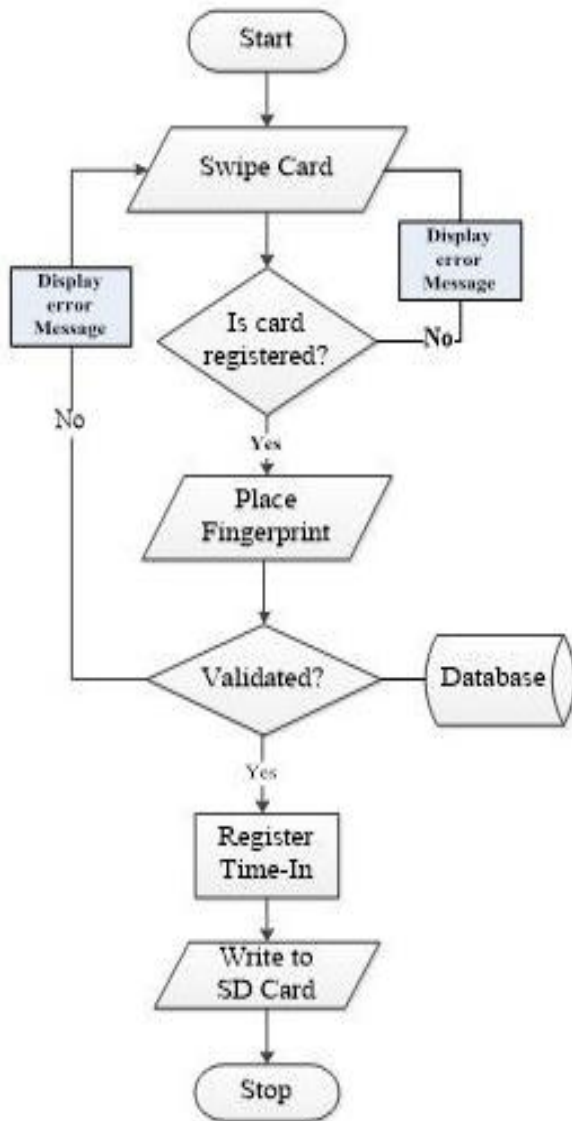 Start
Swipe Card
Display
error
Message
Display
error
Message
Is card
registered?
No
No
Yes
Place
Fingerprint
Validated?
Database
Yes
Register
Time-In
Write to
SD Card
Stop